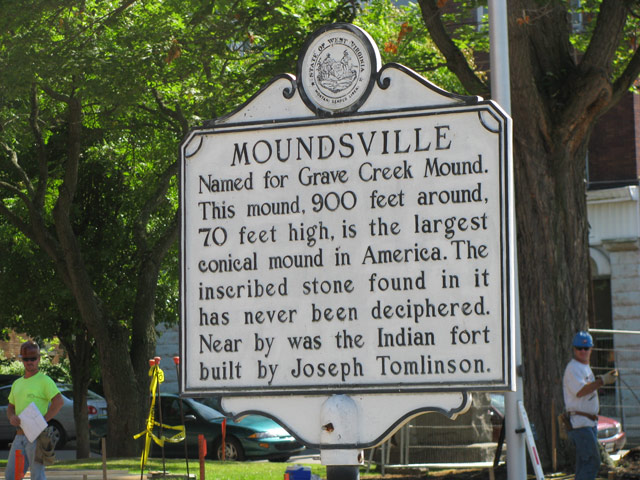 STATE OF WEST VIRGINIA
MOUNDSVILLE
Named for Grave Creek Mound.
This mound, 900 feet around,
70 feet high, is the largest
conical mound in America. The
inscribed stone found in it
has never been deciphered.
Near by was the Indian fort
built by Joseph Tomlinson.